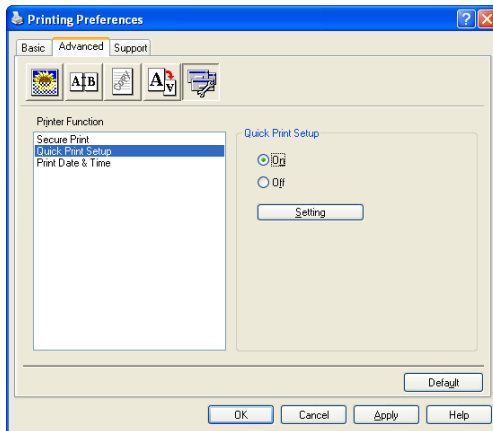 Printing Preferences
Basic Advanced Support
A B
A
Printer Function
Secure Print
Quick Print Setup
Print Date & Time
Quick Print Setup
On
Off
Setting
Default
OK Cancel Apply Help